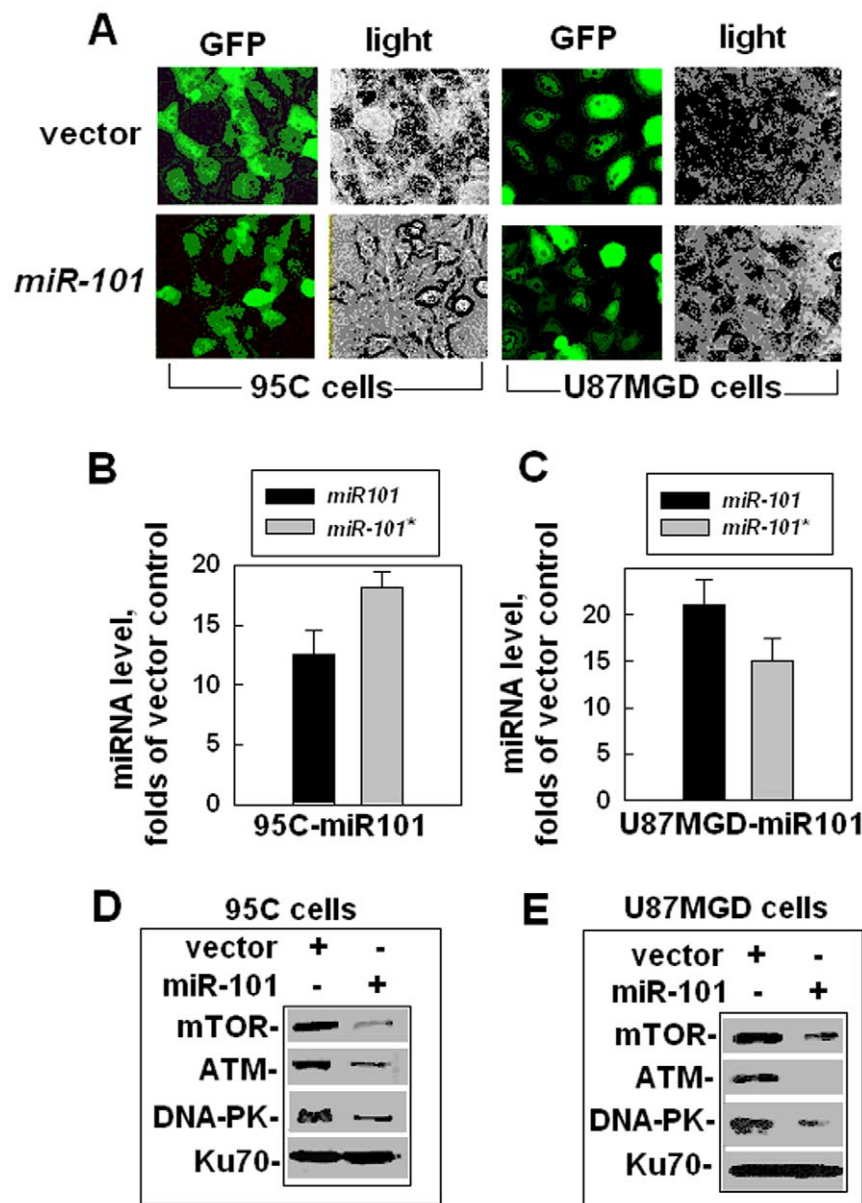 A
GFP light GFP light
vector
miR-101
95C cells U87MGD cells
B
miR101
miR-101*
miRNA level,
folds of vector control
20
15
10
5
0
95C-miR101
C
miR-101
miR-101*
miRNA level,
folds of vector control
20
15
10
5
0
U87MGD-miR101
D
95C cells
vector + -
miR-101 - +
mTOR-
ATM-
DNA-PK-
Ku70-
E
U87MGD cells
vector + -
miR-101 - +
mTOR-
ATM-
DNA-PK-
Ku70-